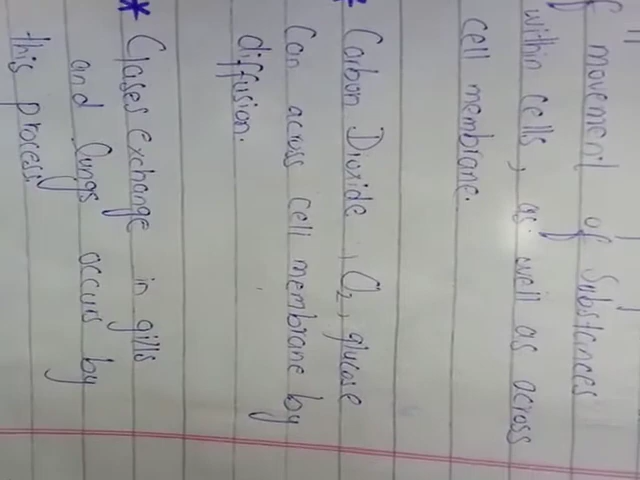 of movement of substances
within cells, as well as across
cell membrane.
* Carbon Dioxide, O2, glucose
Can across cell membrane by
diffusion.
* Gases exchange in gills
and lungs occurs by
this process.